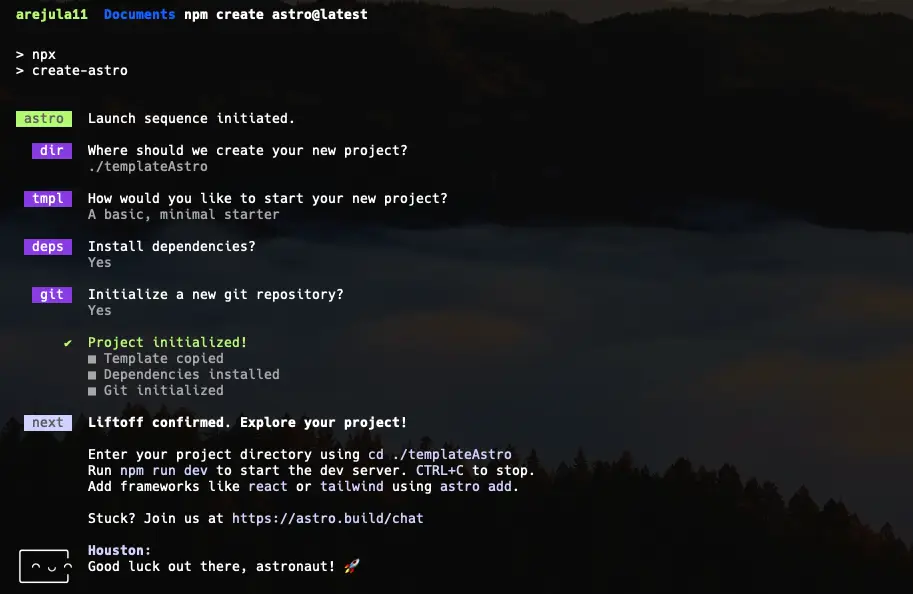 arejula11 Documents npm create astro@latest
> npx
> create-astro
astro Launch sequence initiated.
dir Where should we create your new project?
./templateAstro
tmpl How would you like to start your new project?
A basic, minimal starter
deps Install dependencies?
Yes
git Initialize a new git repository?
Yes
✔ Project initialized!
■ Template copied
■ Dependencies installed
■ Git initialized
next Liftoff confirmed. Explore your project!
Enter your project directory using cd ./templateAstro
Run npm run dev to start the dev server. CTRL+C to stop.
Add frameworks like react or tailwind using astro add.
Stuck? Join us at https://astro.build/chat
Houston:
Good luck out there, astronaut! 🚀